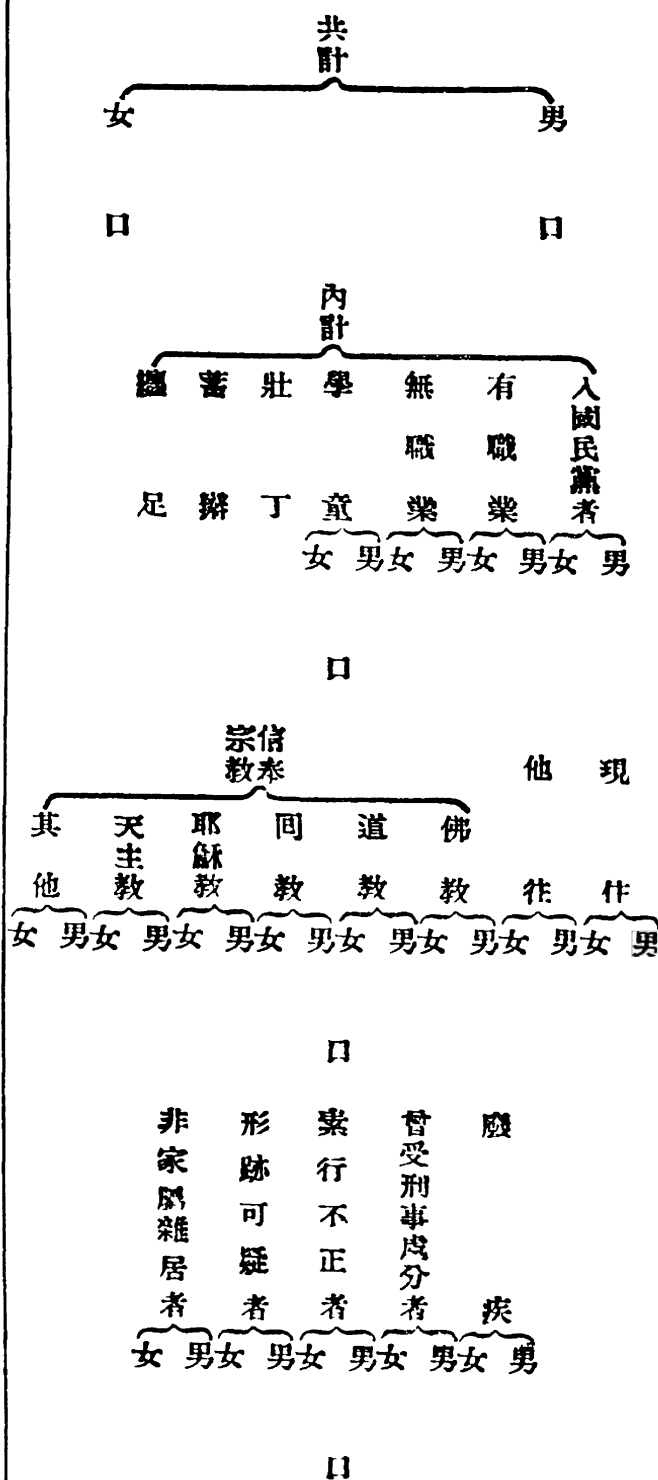 共計
男
女
口
口
內計
入國民黨者
男
女
有職業
男
女
無職業
男
女
學童
男
女
壯丁
蓄辮
纏足
口
現住
男
女
他往
男
女
信奉宗教
佛教
男
女
道教
男
女
回教
男
女
耶穌教
男
女
天主教
男
女
其他
男
女
口
廢疾
男
女
曾受刑事處分者
男
女
素行不正者
男
女
形跡可疑者
男
女
非家屬雜居者
男
女
口